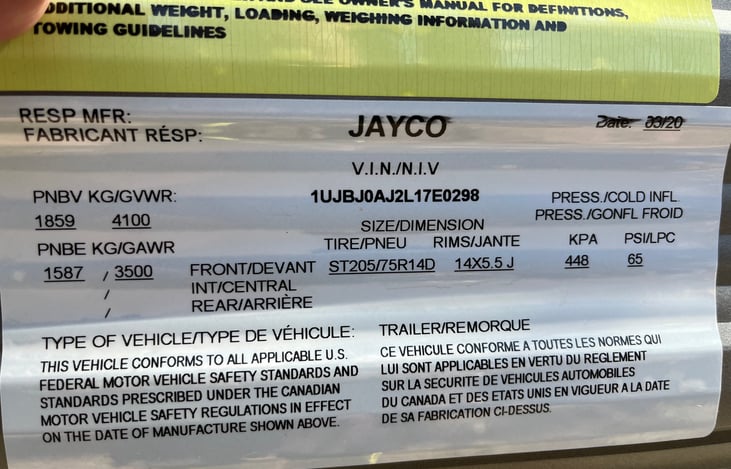 DDITIONAL WEIGHT, LOADING, WEIGHING INFORMATION AND OWNER'S MANUAL FOR DEFINITIONS,
TOWING GUIDELINES
RESP MFR: JAYCO Date: 03/20
FABRICANT RÉSP:
V.I.N./N.I.V
PNBV KG/GVWR: 1UJBJ0AJ2L17E0298 PRESS./COLD INFL
1859 4100 SIZE/DIMENSION PRESS./GONFL FROID
PNBE KG/GAWR TIRE/PNEU RIMS/JANTE KPA PSI/LPC
1587 / 3500 FRONT/DEVANT ST205/75R14D 14X5.5 J 448 65
/ INT/CENTRAL
/ REAR/ARRIÈRE
TYPE OF VEHICLE/TYPE DE VÉHICULE: TRAILER/REMORQUE
THIS VEHICLE CONFORMS TO ALL APPLICABLE U.S.
FEDERAL MOTOR VEHICLE SAFETY STANDARDS AND
STANDARDS PRESCRIBED UNDER THE CANADIAN
MOTOR VEHICLE SAFETY REGULATIONS IN EFFECT
ON THE DATE OF MANUFACTURE SHOWN ABOVE.
CE VEHICULE CONFORME A TOUTES LES NORMES QUI
LUI SONT APPLICABLES EN VERTU DU REGLEMENT
SUR LA SECURITE DE VEHICULES AUTOMOBILES
DU CANADA ET DES ETATS UNIS EN VIGUEUR A LA DATE
DE SA FABRICATION CI-DESSUS.